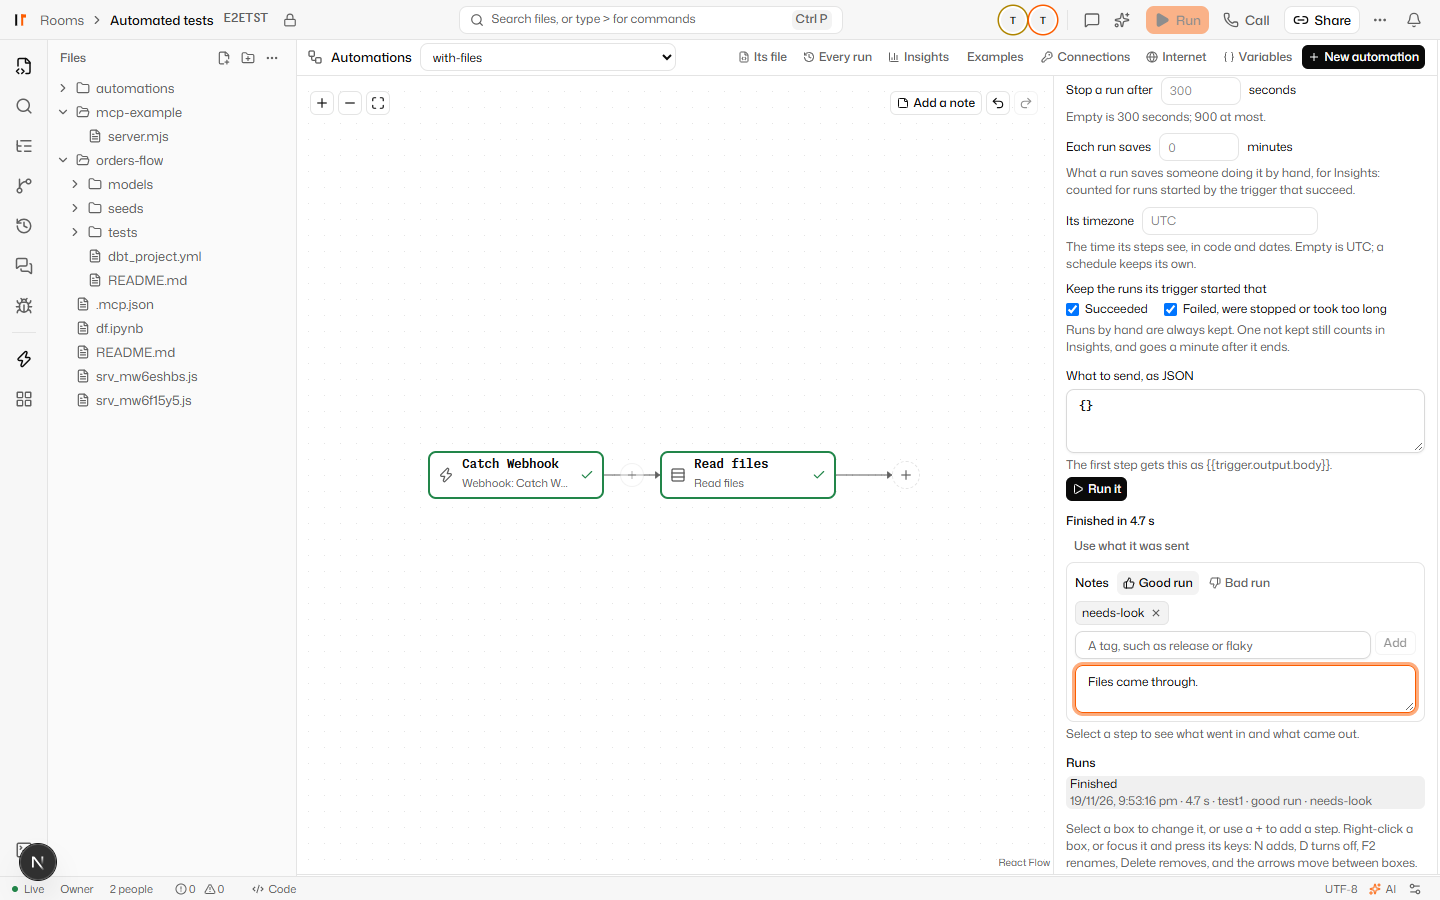 Rooms
Automated tests
E2ETST
Search files, or type > for commands
Ctrl P
T
T
Run
Call
Share
Files
automations
mcp-example
server.mjs
orders-flow
models
seeds
tests
dbt_project.yml
README.md
.mcp.json
df.ipynb
README.md
srv_mw6eshbs.js
srv_mw6f15y5.js
Automations
with-files
Its file
Every run
Insights
Examples
Connections
Internet
Variables
New automation
Add a note
Catch Webhook
Webhook: Catch W...
Read files
Read files
React Flow
Stop a run after 300 seconds
Empty is 300 seconds; 900 at most.
Each run saves 0 minutes
What a run saves someone doing it by hand, for Insights:
counted for runs started by the trigger that succeed.
Its timezone UTC
The time its steps see, in code and dates. Empty is UTC; a
schedule keeps its own.
Keep the runs its trigger started that
Succeeded
Failed, were stopped or took too long
Runs by hand are always kept. One not kept still counts in
Insights, and goes a minute after it ends.
What to send, as JSON
{}
The first step gets this as {{trigger.output.body}}.
Run it
Finished in 4.7 s
Use what it was sent
Notes
Good run
Bad run
needs-look
A tag, such as release or flaky
Add
Files came through.
Select a step to see what went in and what came out.
Runs
Finished
19/11/26, 9:53:16 pm · 4.7 s · test1 · good run · needs-look
Select a box to change it, or use a + to add a step. Right-click a
box, or focus it and press its keys: N adds, D turns off, F2
renames, Delete removes, and the arrows move between boxes.
N
Live
Owner
2 people
0
0
Code
UTF-8
AI